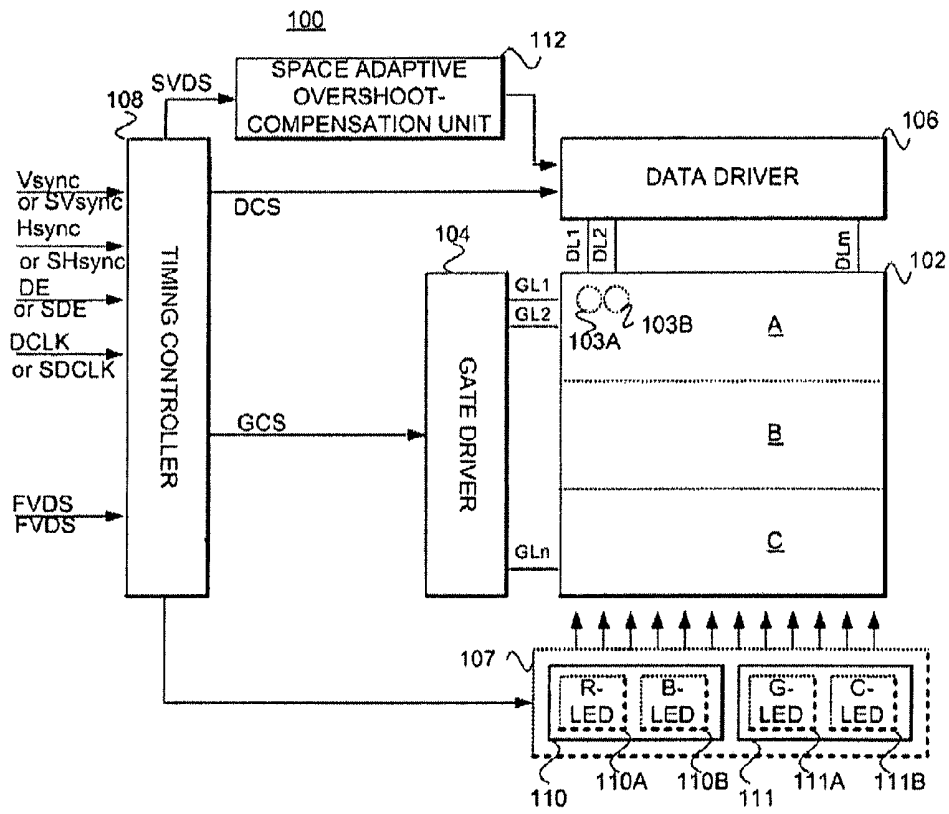 100
112
SVDS
SPACE ADAPTIVE
OVERSHOOT-
COMPENSATION UNIT
108
106
Vsync
or SVsync
DATA DRIVER
DCS
Hsync
or SHsync
DL1
DL2
DLm
104
102
TIMING CONTROLLER
DE
or SDE
GL1
GL2
103A
103B
A
DCLK
or SDCLK
GATE DRIVER
GCS
B
FVDS
FVDS
GLn
C
107
R-
LED
B-
LED
G-
LED
C-
LED
110
110A
110B
111
111A
111B